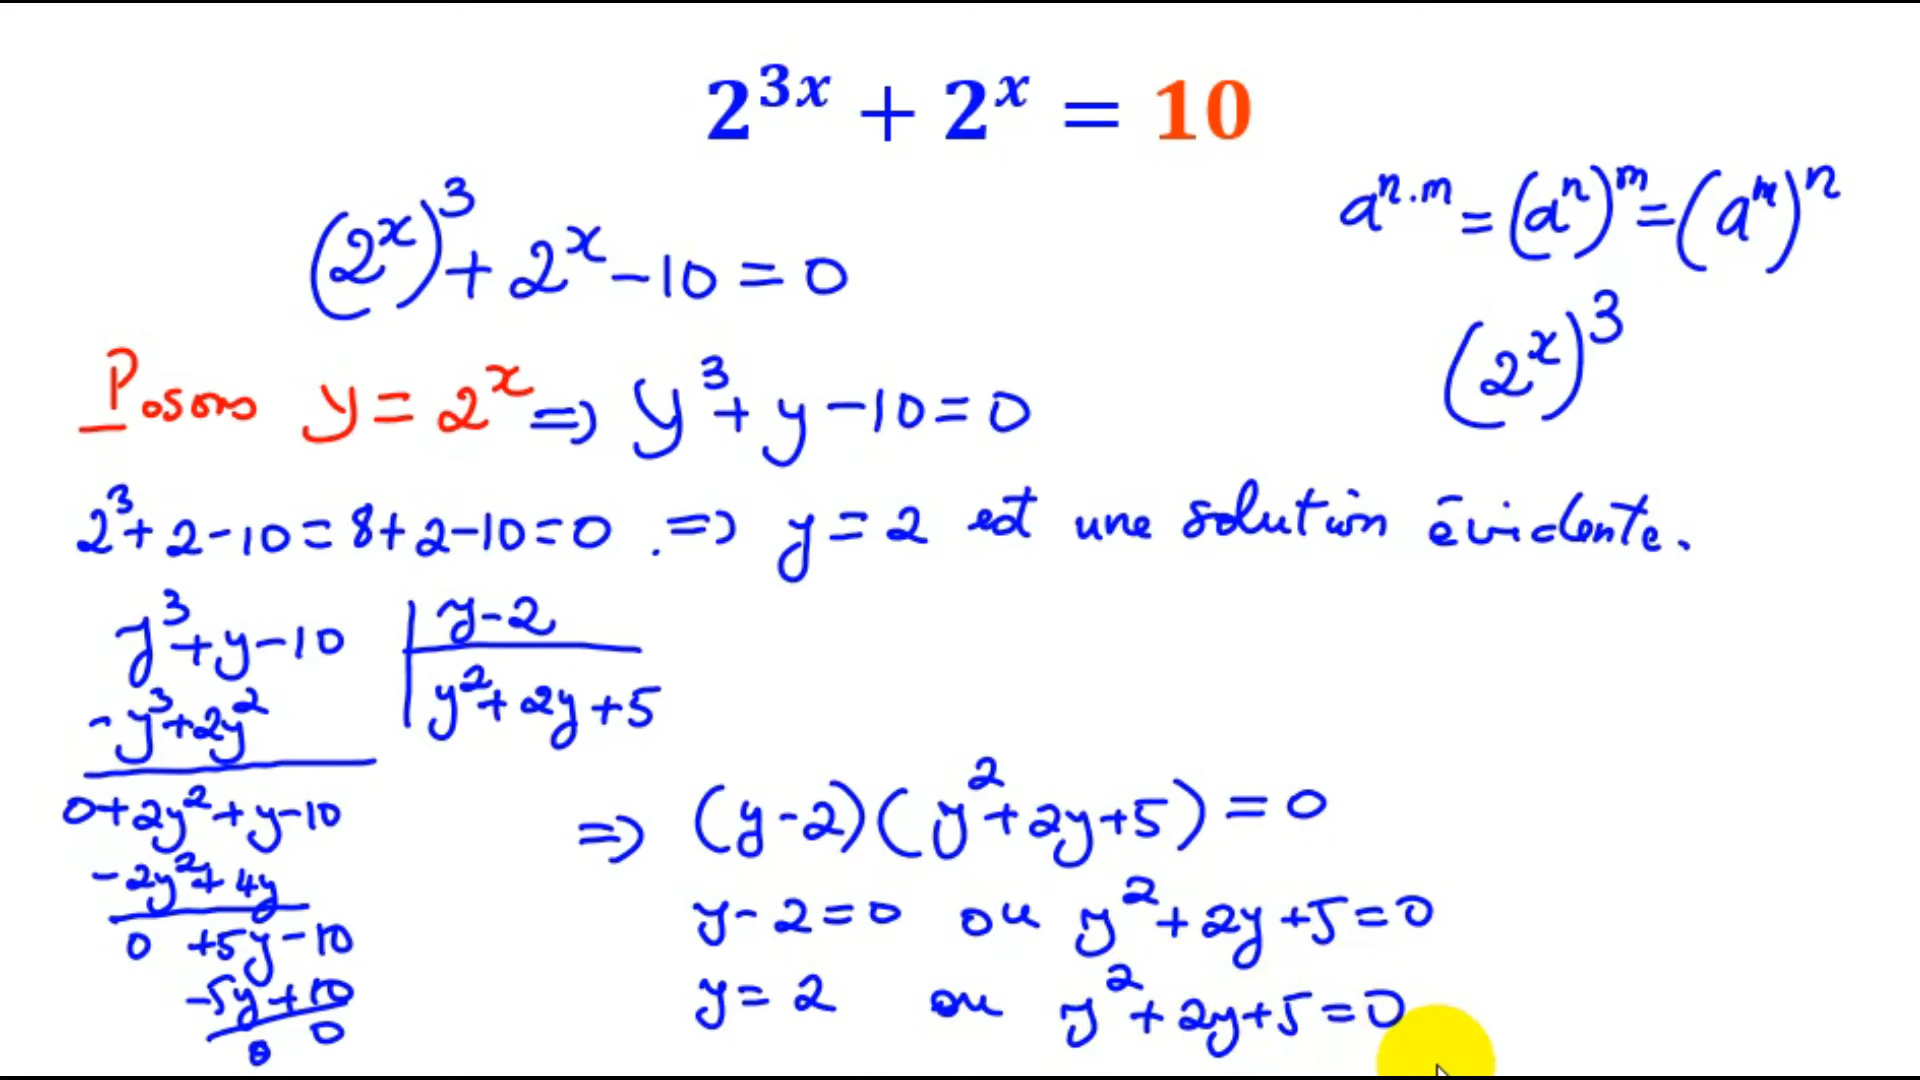 2^{3x} + 2^x = 10
(2^x)^3 + 2^x - 10 = 0
a^{n.m} = (a^n)^m = (a^m)^n
(2^x)^3
Posons y = 2^x => y^3 + y - 10 = 0
2^3 + 2 - 10 = 8 + 2 - 10 = 0 . => y = 2 est une solution évidente.
y^3 + y - 10 | y - 2
- y^3 + 2y^2 | y^2 + 2y + 5
0 + 2y^2 + y - 10
- 2y^2 + 4y
0 + 5y - 10
- 5y + 10
0 0
=> (y - 2)(y^2 + 2y + 5) = 0
y - 2 = 0 ou y^2 + 2y + 5 = 0
y = 2 ou y^2 + 2y + 5 = 0